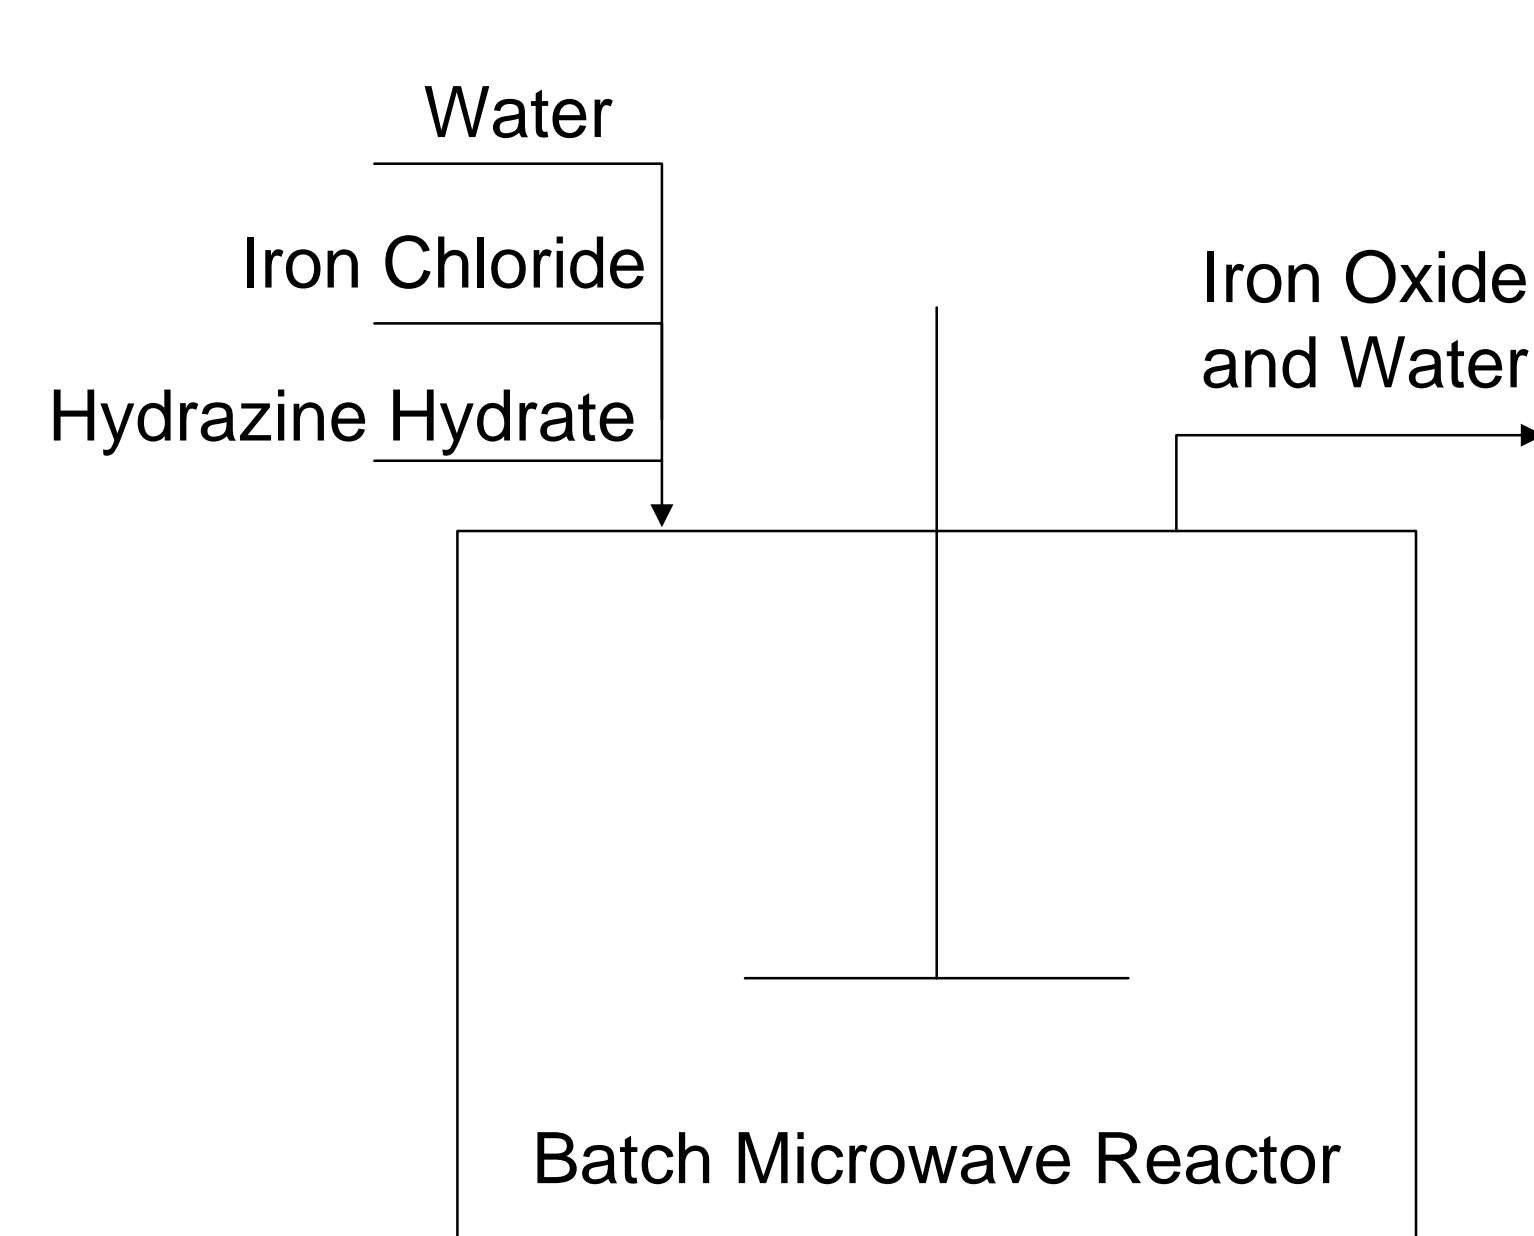 Water
Iron Chloride
Hydrazine Hydrate
Iron Oxide
and Water
Batch Microwave Reactor